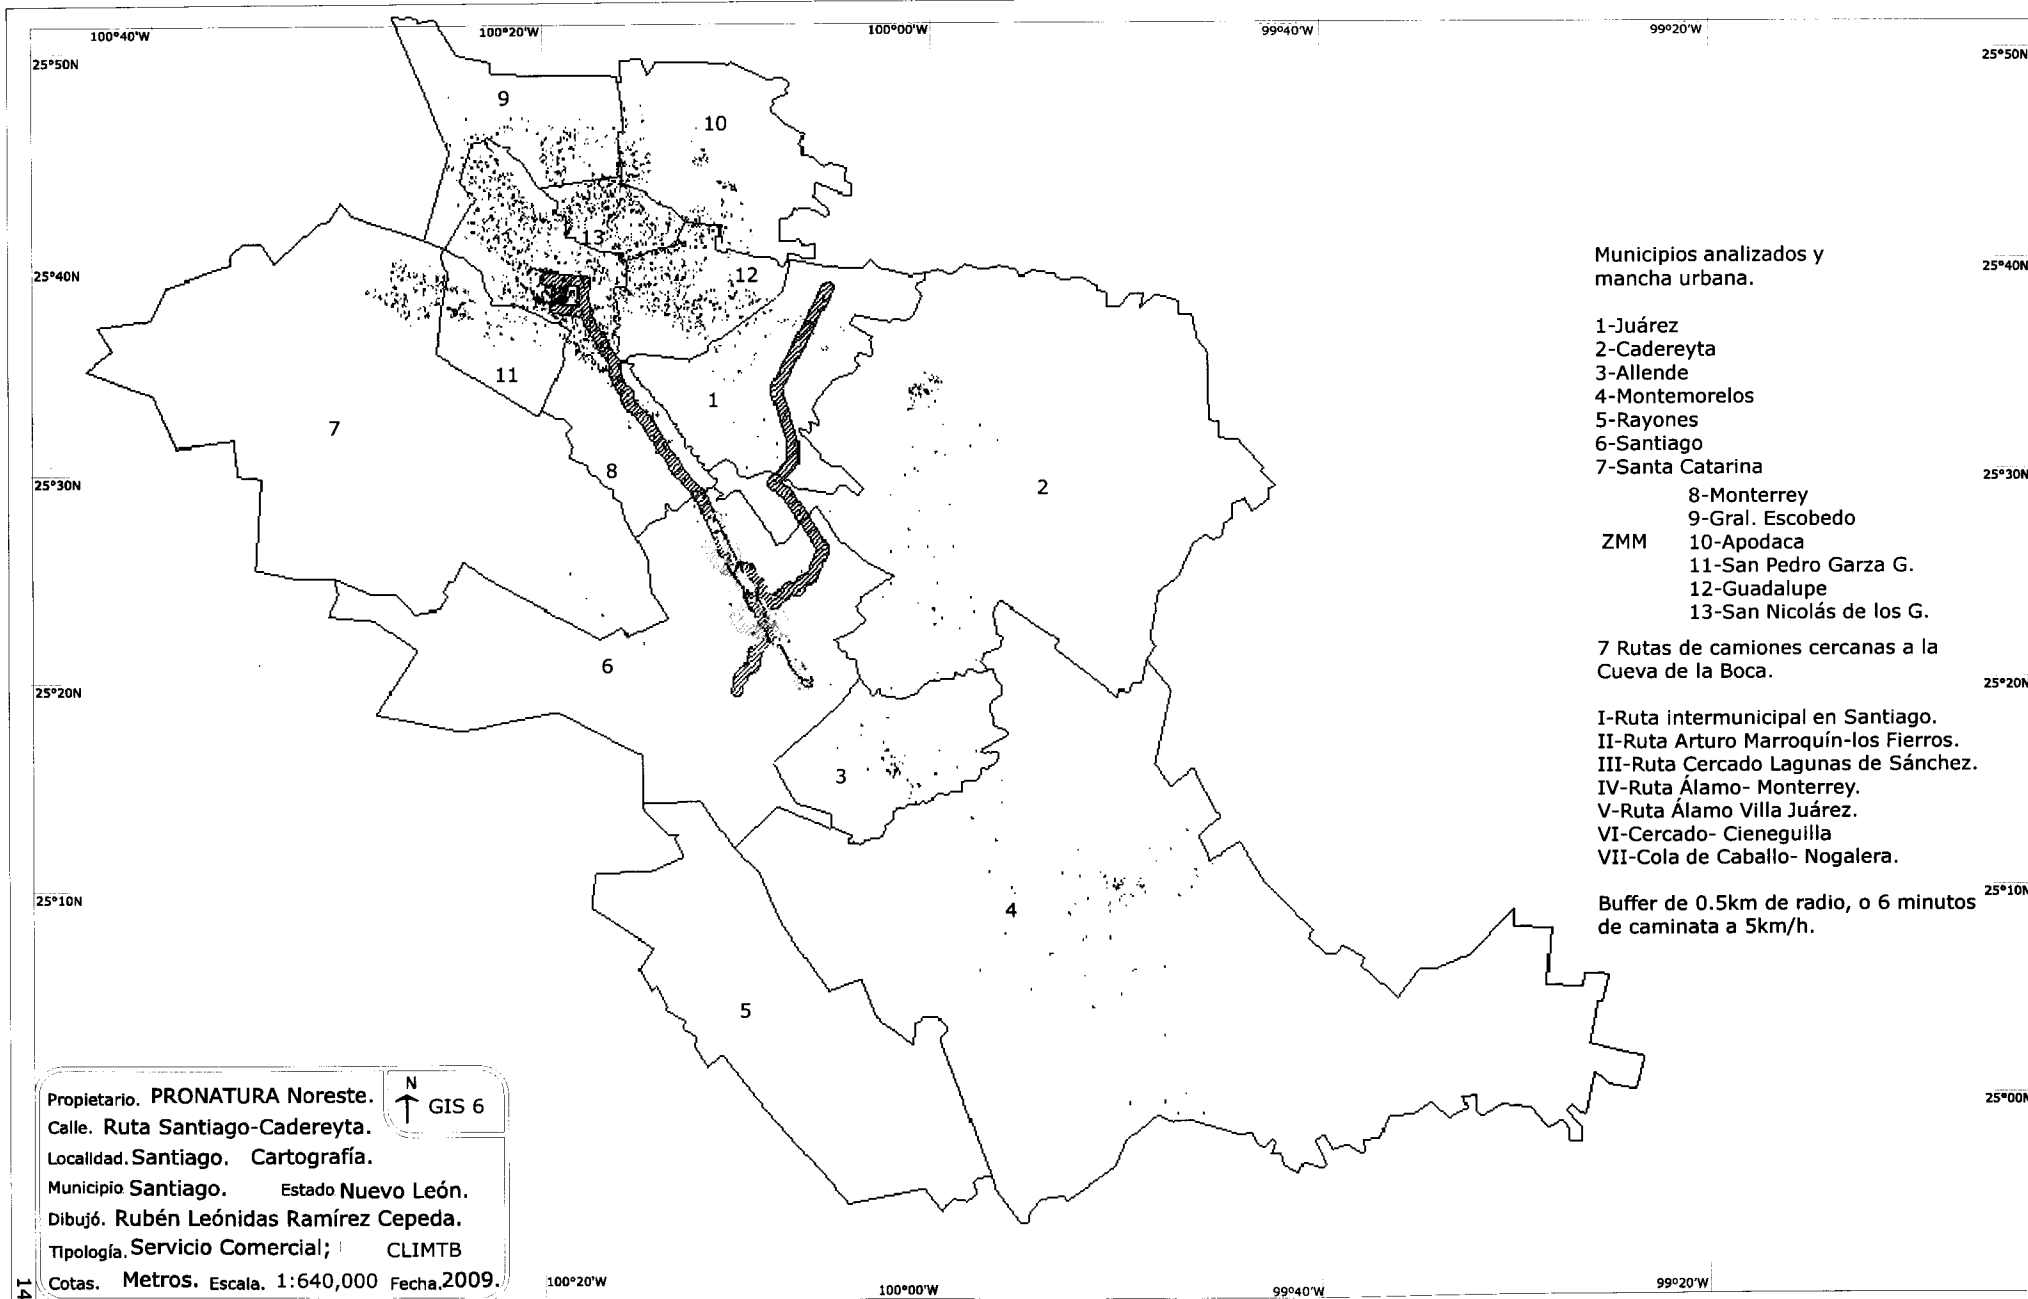 100°40'W
100°20'W
100°00'W
99°40'W
99°20'W
25°50N
25°50N
9
10
13
12
25°40N
25°40N
11
1
7
8
2
25°30N
25°30N
6
25°20N
25°20N
3
4
25°10N
25°10N
5
25°00N
Municipios analizados y
mancha urbana.
1-Juárez
2-Cadereyta
3-Allende
4-Montemorelos
5-Rayones
6-Santiago
7-Santa Catarina
8-Monterrey
9-Gral. Escobedo
ZMM 10-Apodaca
11-San Pedro Garza G.
12-Guadalupe
13-San Nicolás de los G.
7 Rutas de camiones cercanas a la
Cueva de la Boca.
I-Ruta intermunicipal en Santiago.
II-Ruta Arturo Marroquín-los Fierros.
III-Ruta Cercado Lagunas de Sánchez.
IV-Ruta Álamo- Monterrey.
V-Ruta Álamo Villa Juárez.
VI-Cercado- Cieneguilla
VII-Cola de Caballo- Nogalera.
Buffer de 0.5km de radio, o 6 minutos
de caminata a 5km/h.
Propietario. PRONATURA Noreste.
N
GIS 6
Calle. Ruta Santiago-Cadereyta.
Localidad. Santiago. Cartografía.
Municipio Santiago. Estado Nuevo León.
Dibujó. Rubén Leónidas Ramírez Cepeda.
Tipología. Servicio Comercial; CLIMTB
Cotas. Metros. Escala. 1:640,000 Fecha.2009.
100°20'W
100°00'W
99°40'W
99°20'W
14